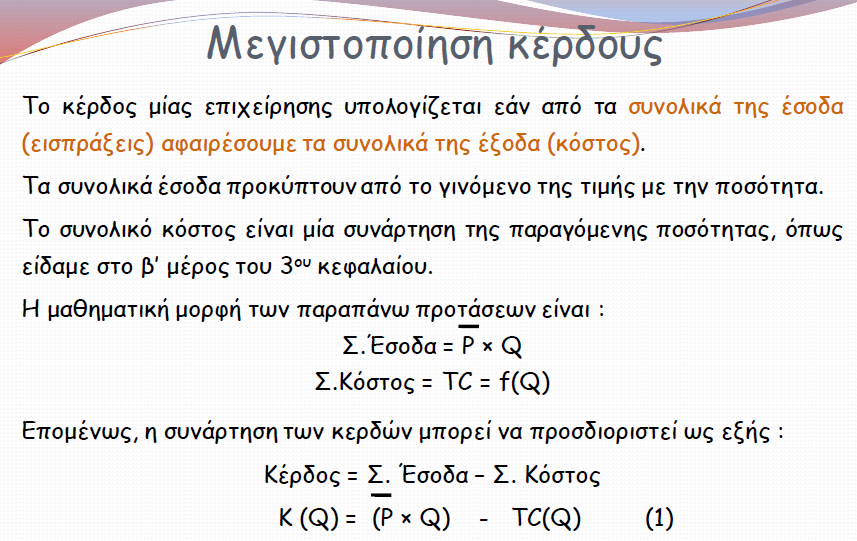 Μεγιστοποίηση κέρδους
Το κέρδος μίας επιχείρησης υπολογίζεται εάν από τα συνολικά της έσοδα
(εισπράξεις) αφαιρέσουμε τα συνολικά της έξοδα (κόστος).
Τα συνολικά έσοδα προκύπτουν από το γινόμενο της τιμής με την ποσότητα.
Το συνολικό κόστος είναι μία συνάρτηση της παραγόμενης ποσότητας, όπως
είδαμε στο β' μέρος του 3ου κεφαλαίου.
Η μαθηματική μορφή των παραπάνω προτάσεων είναι :
Σ.Έσοδα = P̅ × Q
Σ.Κόστος = TC = f(Q)
Επομένως, η συνάρτηση των κερδών μπορεί να προσδιοριστεί ως εξής :
Κέρδος = Σ. Έσοδα – Σ. Κόστος
Κ (Q) = (P̅ × Q) - TC(Q) (1)